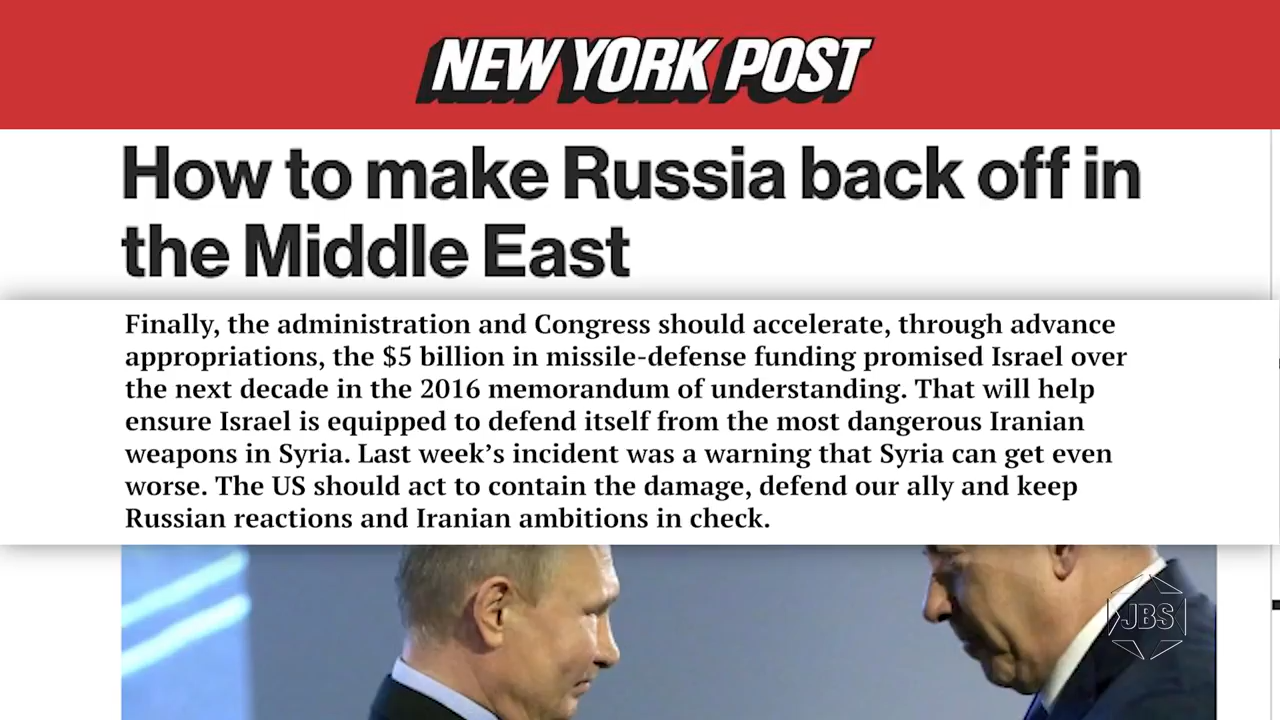 NEW YORK POST
How to make Russia back off in
the Middle East
Finally, the administration and Congress should accelerate, through advance
appropriations, the $5 billion in missile-defense funding promised Israel over
the next decade in the 2016 memorandum of understanding. That will help
ensure Israel is equipped to defend itself from the most dangerous Iranian
weapons in Syria. Last week’s incident was a warning that Syria can get even
worse. The US should act to contain the damage, defend our ally and keep
Russian reactions and Iranian ambitions in check.
JBS